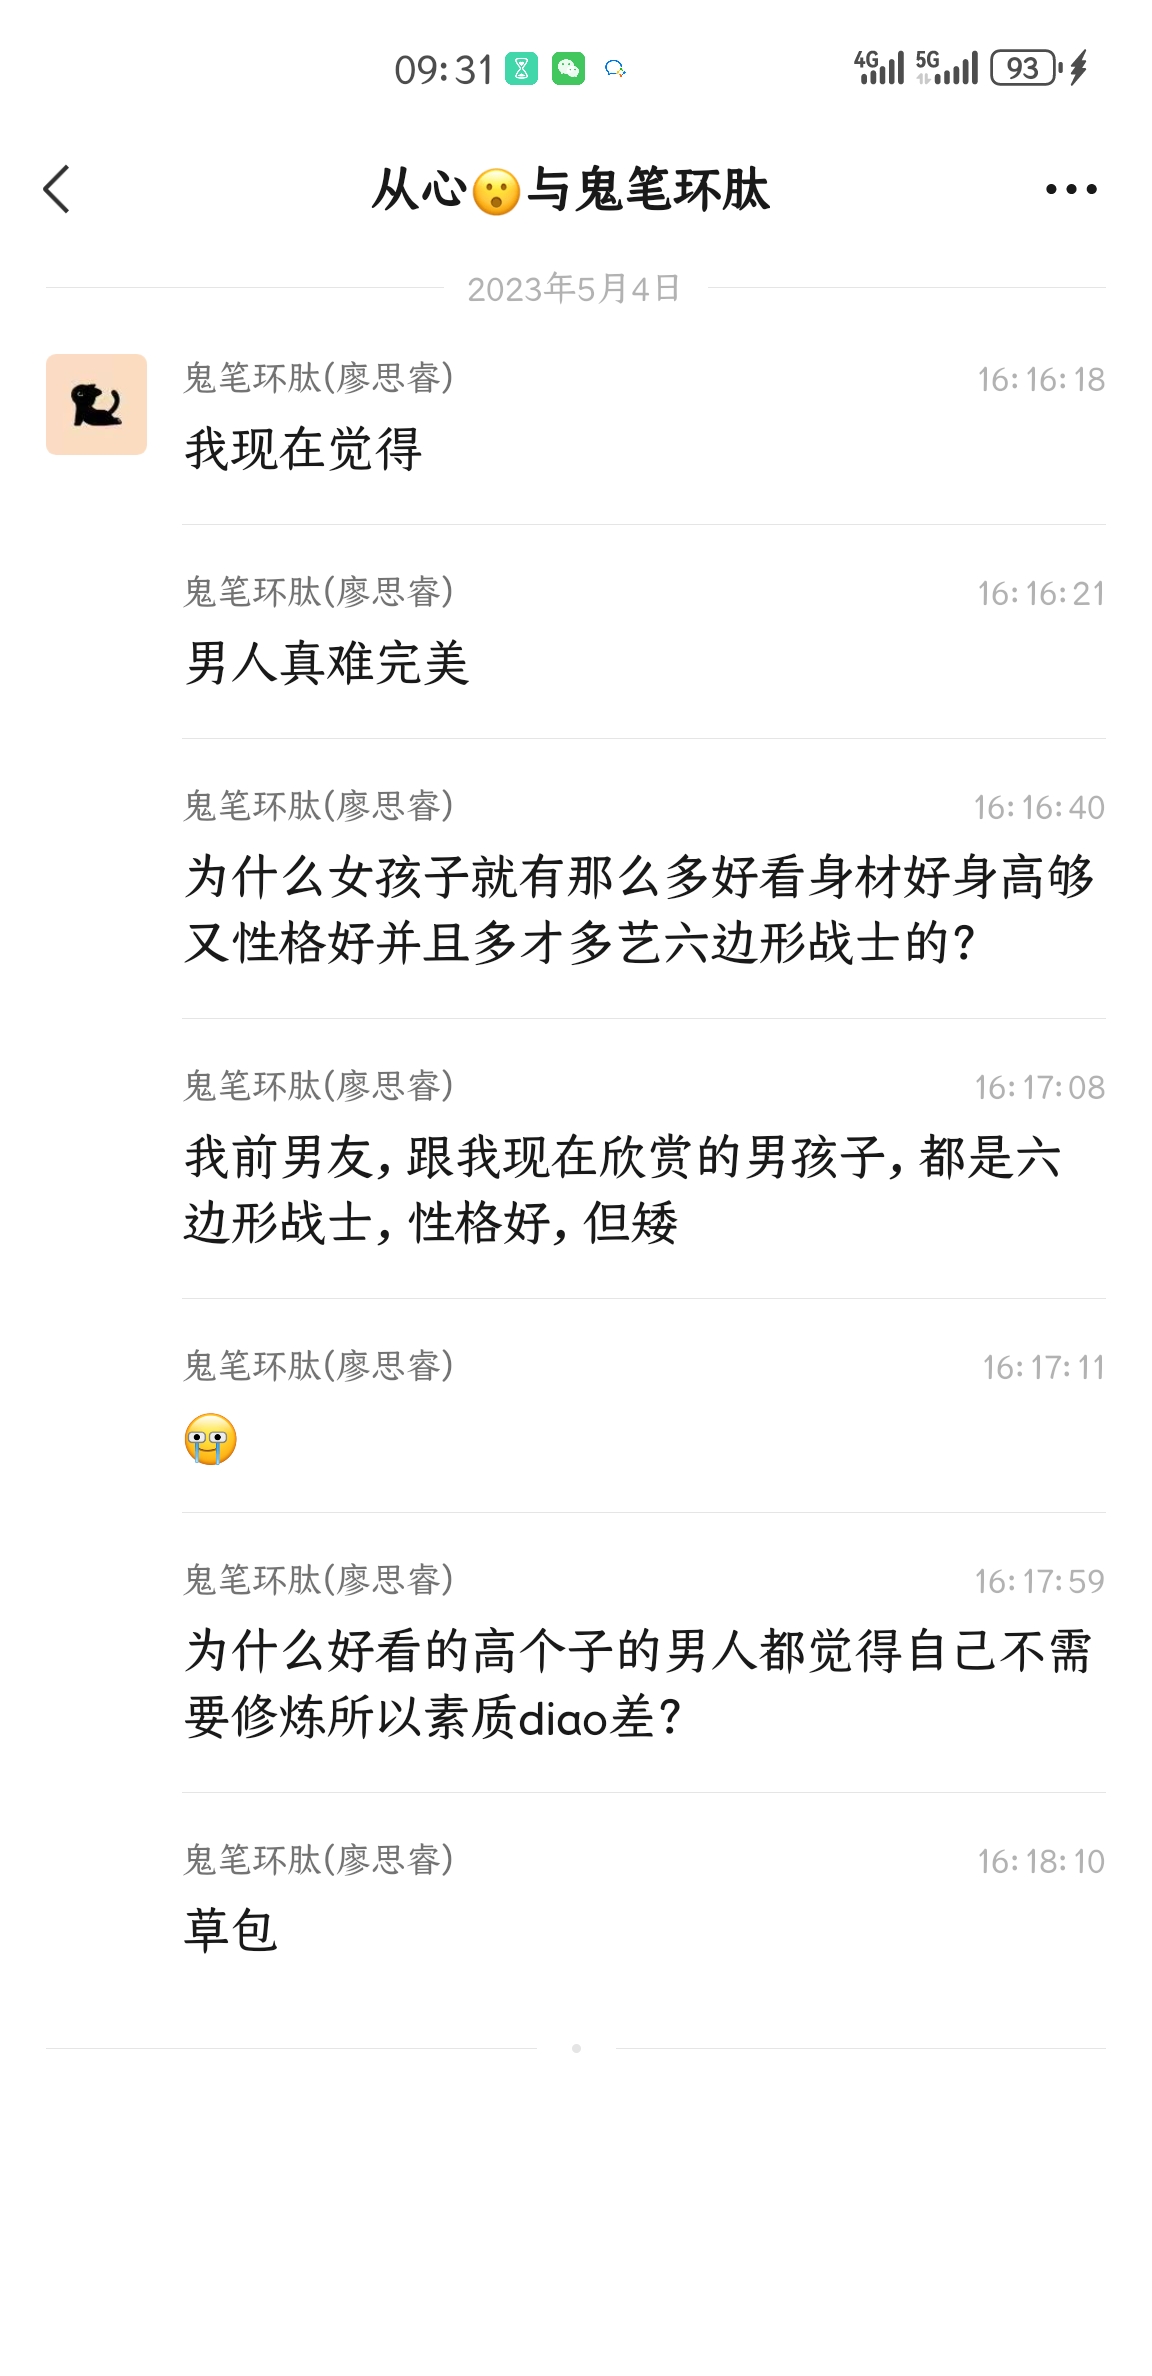 09:31
4G 5G 93
从心😮与鬼笔环肽
2023年5月4日
鬼笔环肽(廖思睿) 16:16:18
我现在觉得
鬼笔环肽(廖思睿) 16:16:21
男人真难完美
鬼笔环肽(廖思睿) 16:16:40
为什么女孩子就有那么多好看身材好身高够
又性格好并且多才多艺六边形战士的?
鬼笔环肽(廖思睿) 16:17:08
我前男友,跟我现在欣赏的男孩子,都是六
边形战士,性格好,但矮
鬼笔环肽(廖思睿) 16:17:11
鬼笔环肽(廖思睿) 16:17:59
为什么好看的高个子的男人都觉得自己不需
要修炼所以素质diao差?
鬼笔环肽(廖思睿) 16:18:10
草包